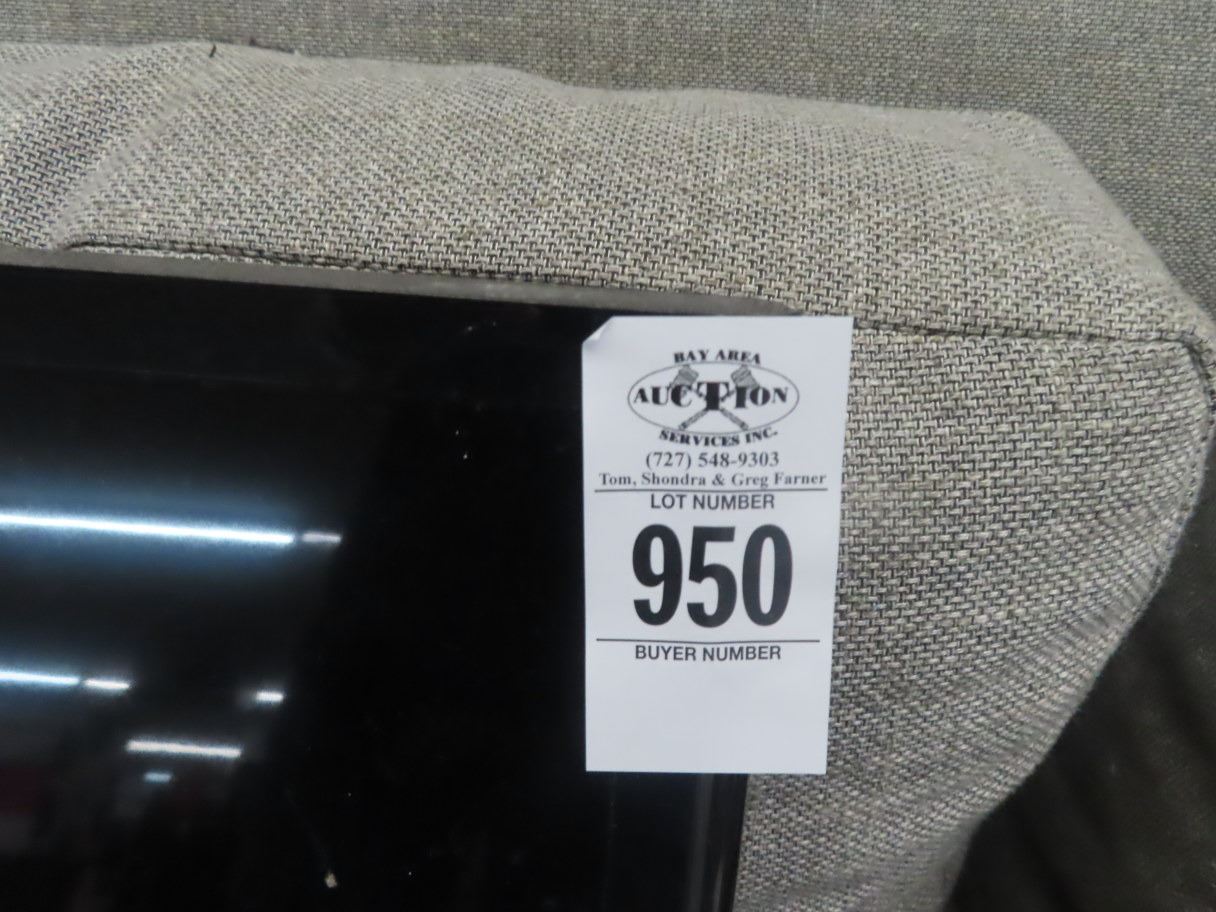 BAY AREA
AUCTION
SERVICES INC.
(727) 548-9303
Tom, Shondra & Greg Farner
LOT NUMBER
950
BUYER NUMBER